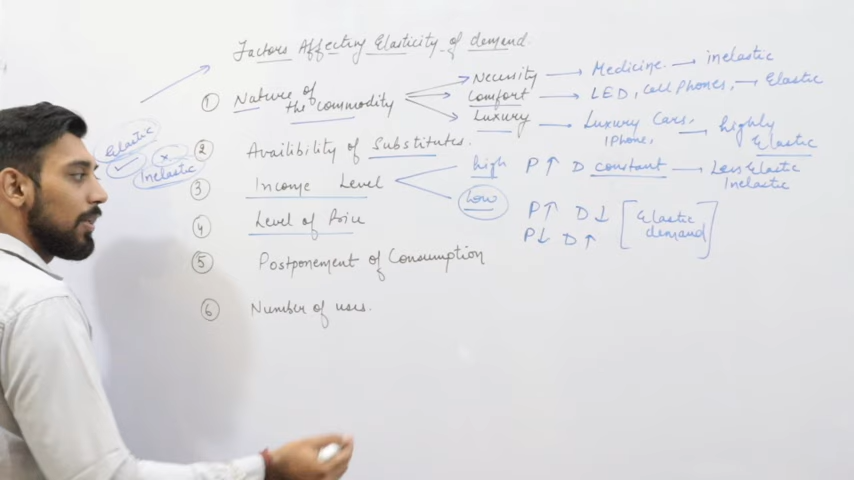 Factors Affecting Elasticity of demand.
① Nature of the commodity
Necessity → Medicine. → inelastic
Comfort → LED, Cell Phones, → Elastic
Luxury → Luxury Cars, iPhone, → highly Elastic
Elastic ✓
× Inelastic
② Availibility of Substitutes.
③ Income Level
high P↑ D constant → Less Elastic Inelastic
Low P↑ D↓ [Elastic demand]
P↓ D↑
④ Level of Price
⑤ Postponement of Consumption
⑥ Number of uses.